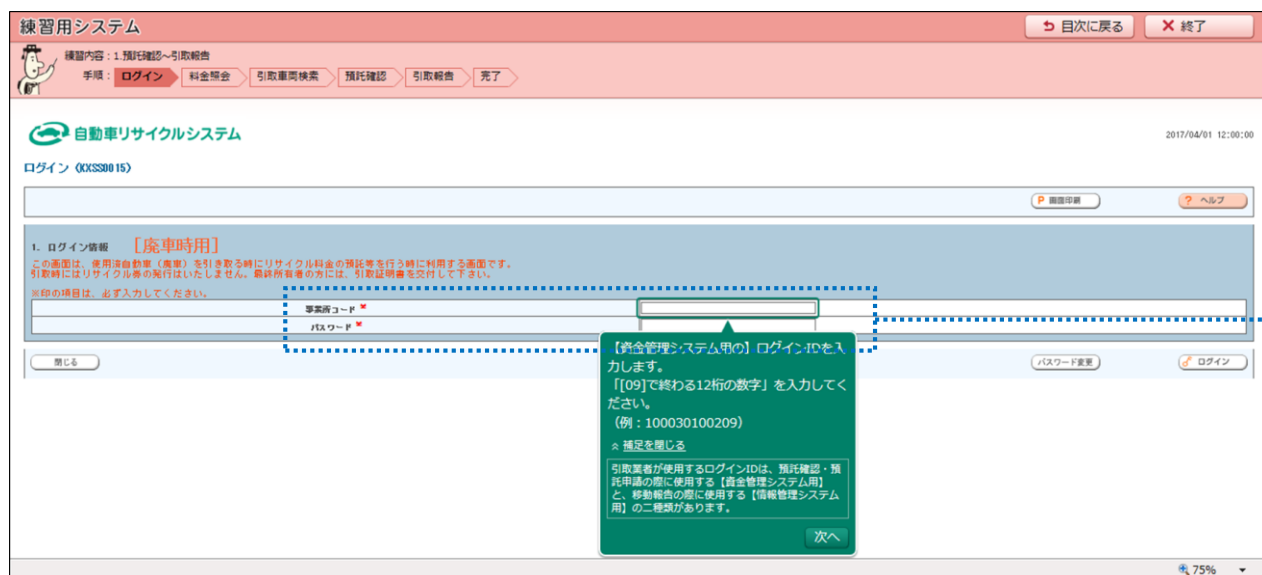 練習用システム
目次に戻る
終了
練習内容：1.預託確認～引取報告
手順： ログイン 料金照会 引取車両検索 預託確認 引取報告 完了
自動車リサイクルシステム
2017/04/01 12:00:00
ログイン (KXSS0015)
P 画面印刷
? ヘルプ
1. ログイン情報 [廃車時用]
この画面は、使用済自動車（廃車）を引き取る時にリサイクル料金の預託等を行う時に利用する画面です。
引取時にはリサイクル券の発行はいたしません。最終所有者の方には、引取証明書を交付して下さい。
※印の項目は、必ず入力してください。
事業所コード ※
パスワード ※
閉じる
パスワード変更
ログイン
【資金管理システム用の】ログインIDを入
力します。
「[09]で終わる12桁の数字」を入力してく
ださい。
（例：100030100209）
補足を閉じる
引取業者が使用するログインIDは、預託確認・預
託申請の際に使用する【資金管理システム用】
と、移動報告の際に使用する【情報管理システム
用】の二種類があります。
次へ
75%